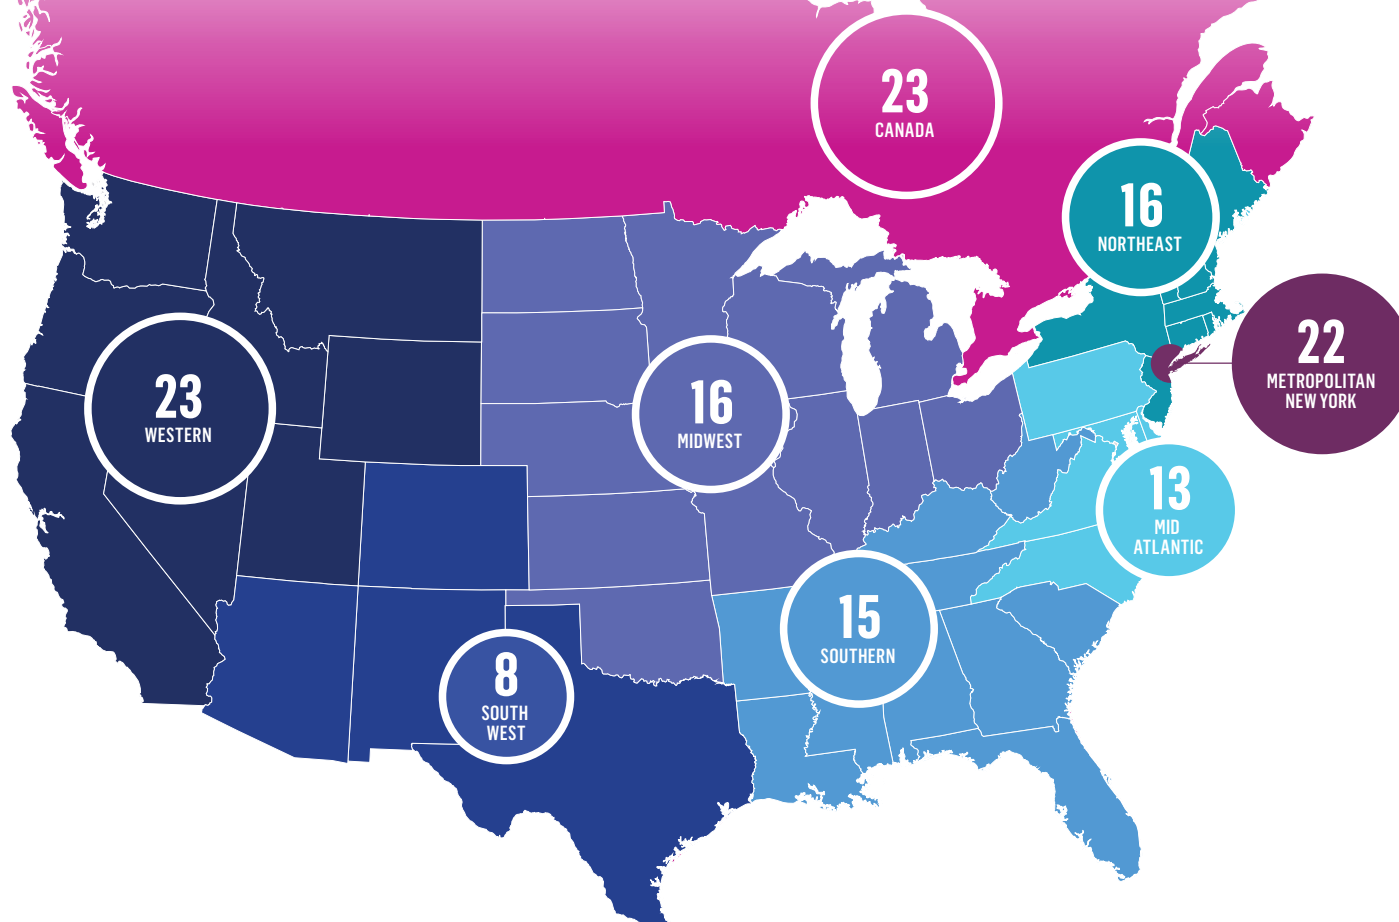 23
CANADA
16
NORTHEAST
22
METROPOLITAN
NEW YORK
23
WESTERN
16
MIDWEST
13
MID
ATLANTIC
15
SOUTHERN
8
SOUTH
WEST